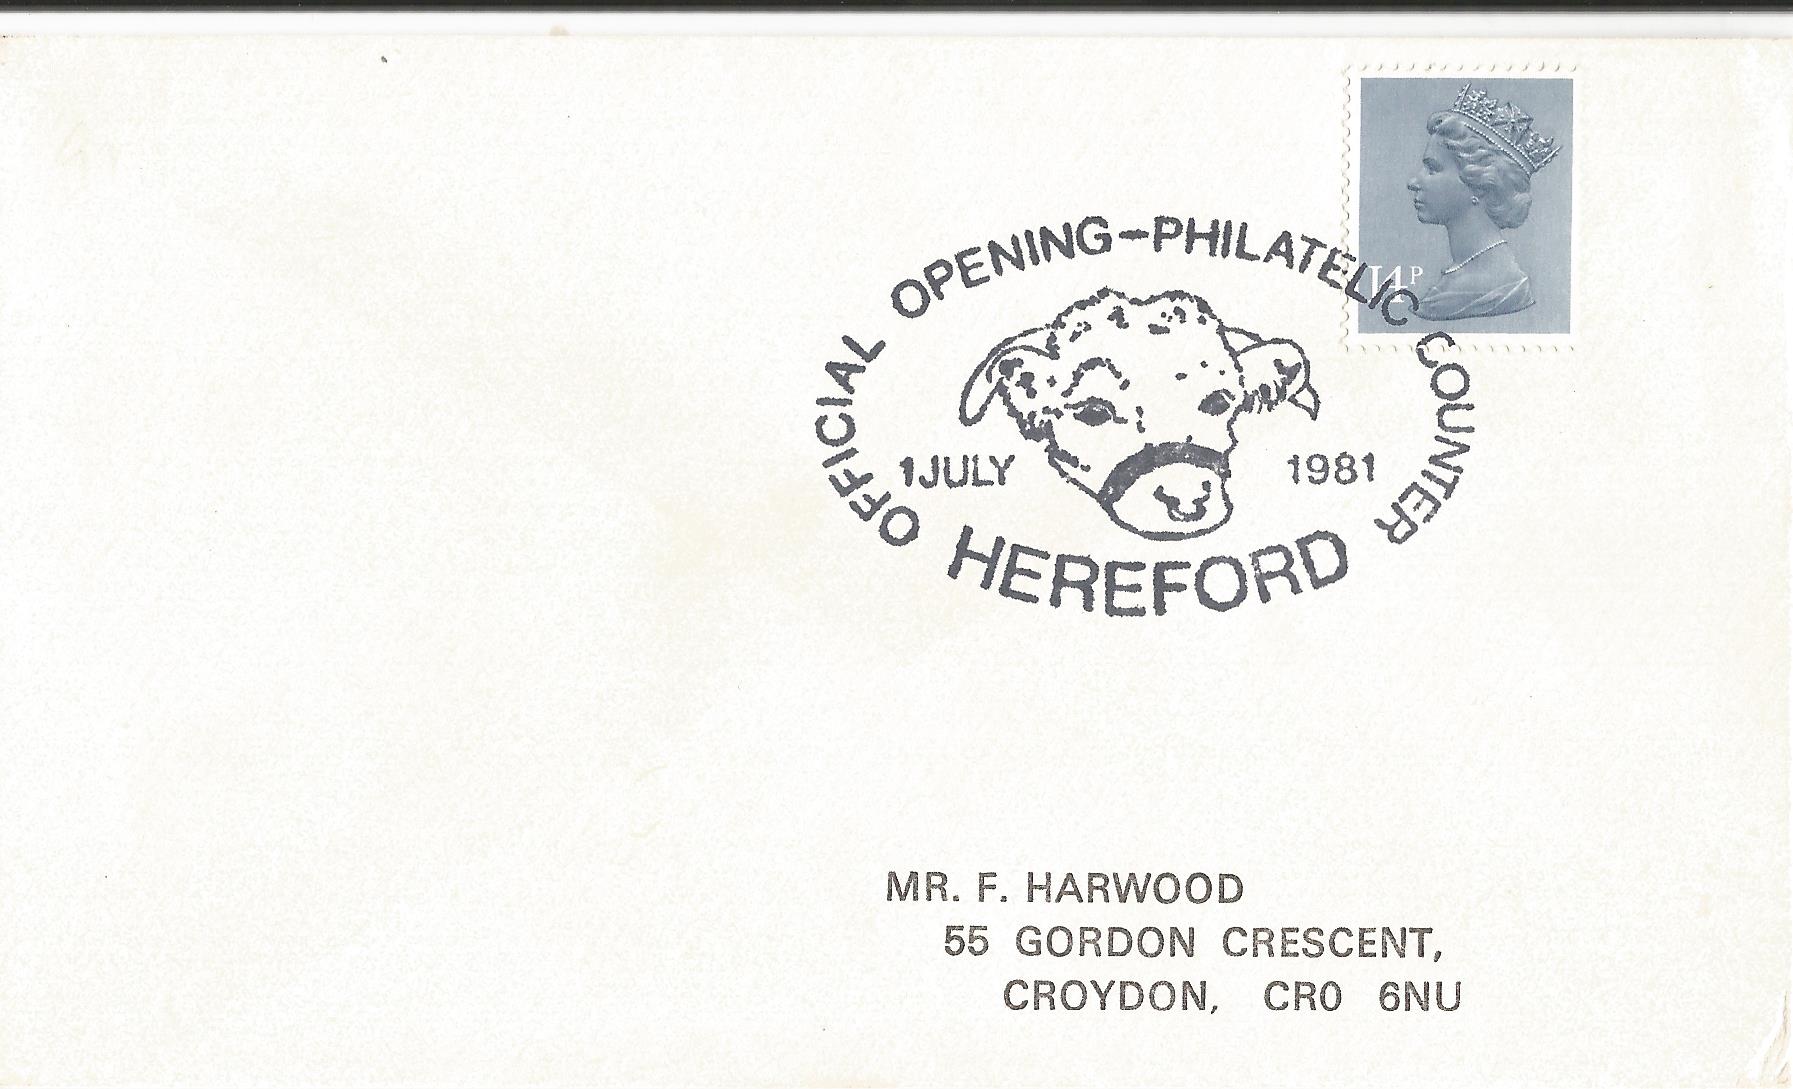 OFFICIAL OPENING-PHILATELIC COUNTER
14P
1 JULY 1981
HEREFORD
MR. F. HARWOOD
55 GORDON CRESCENT,
CROYDON, CR0 6NU